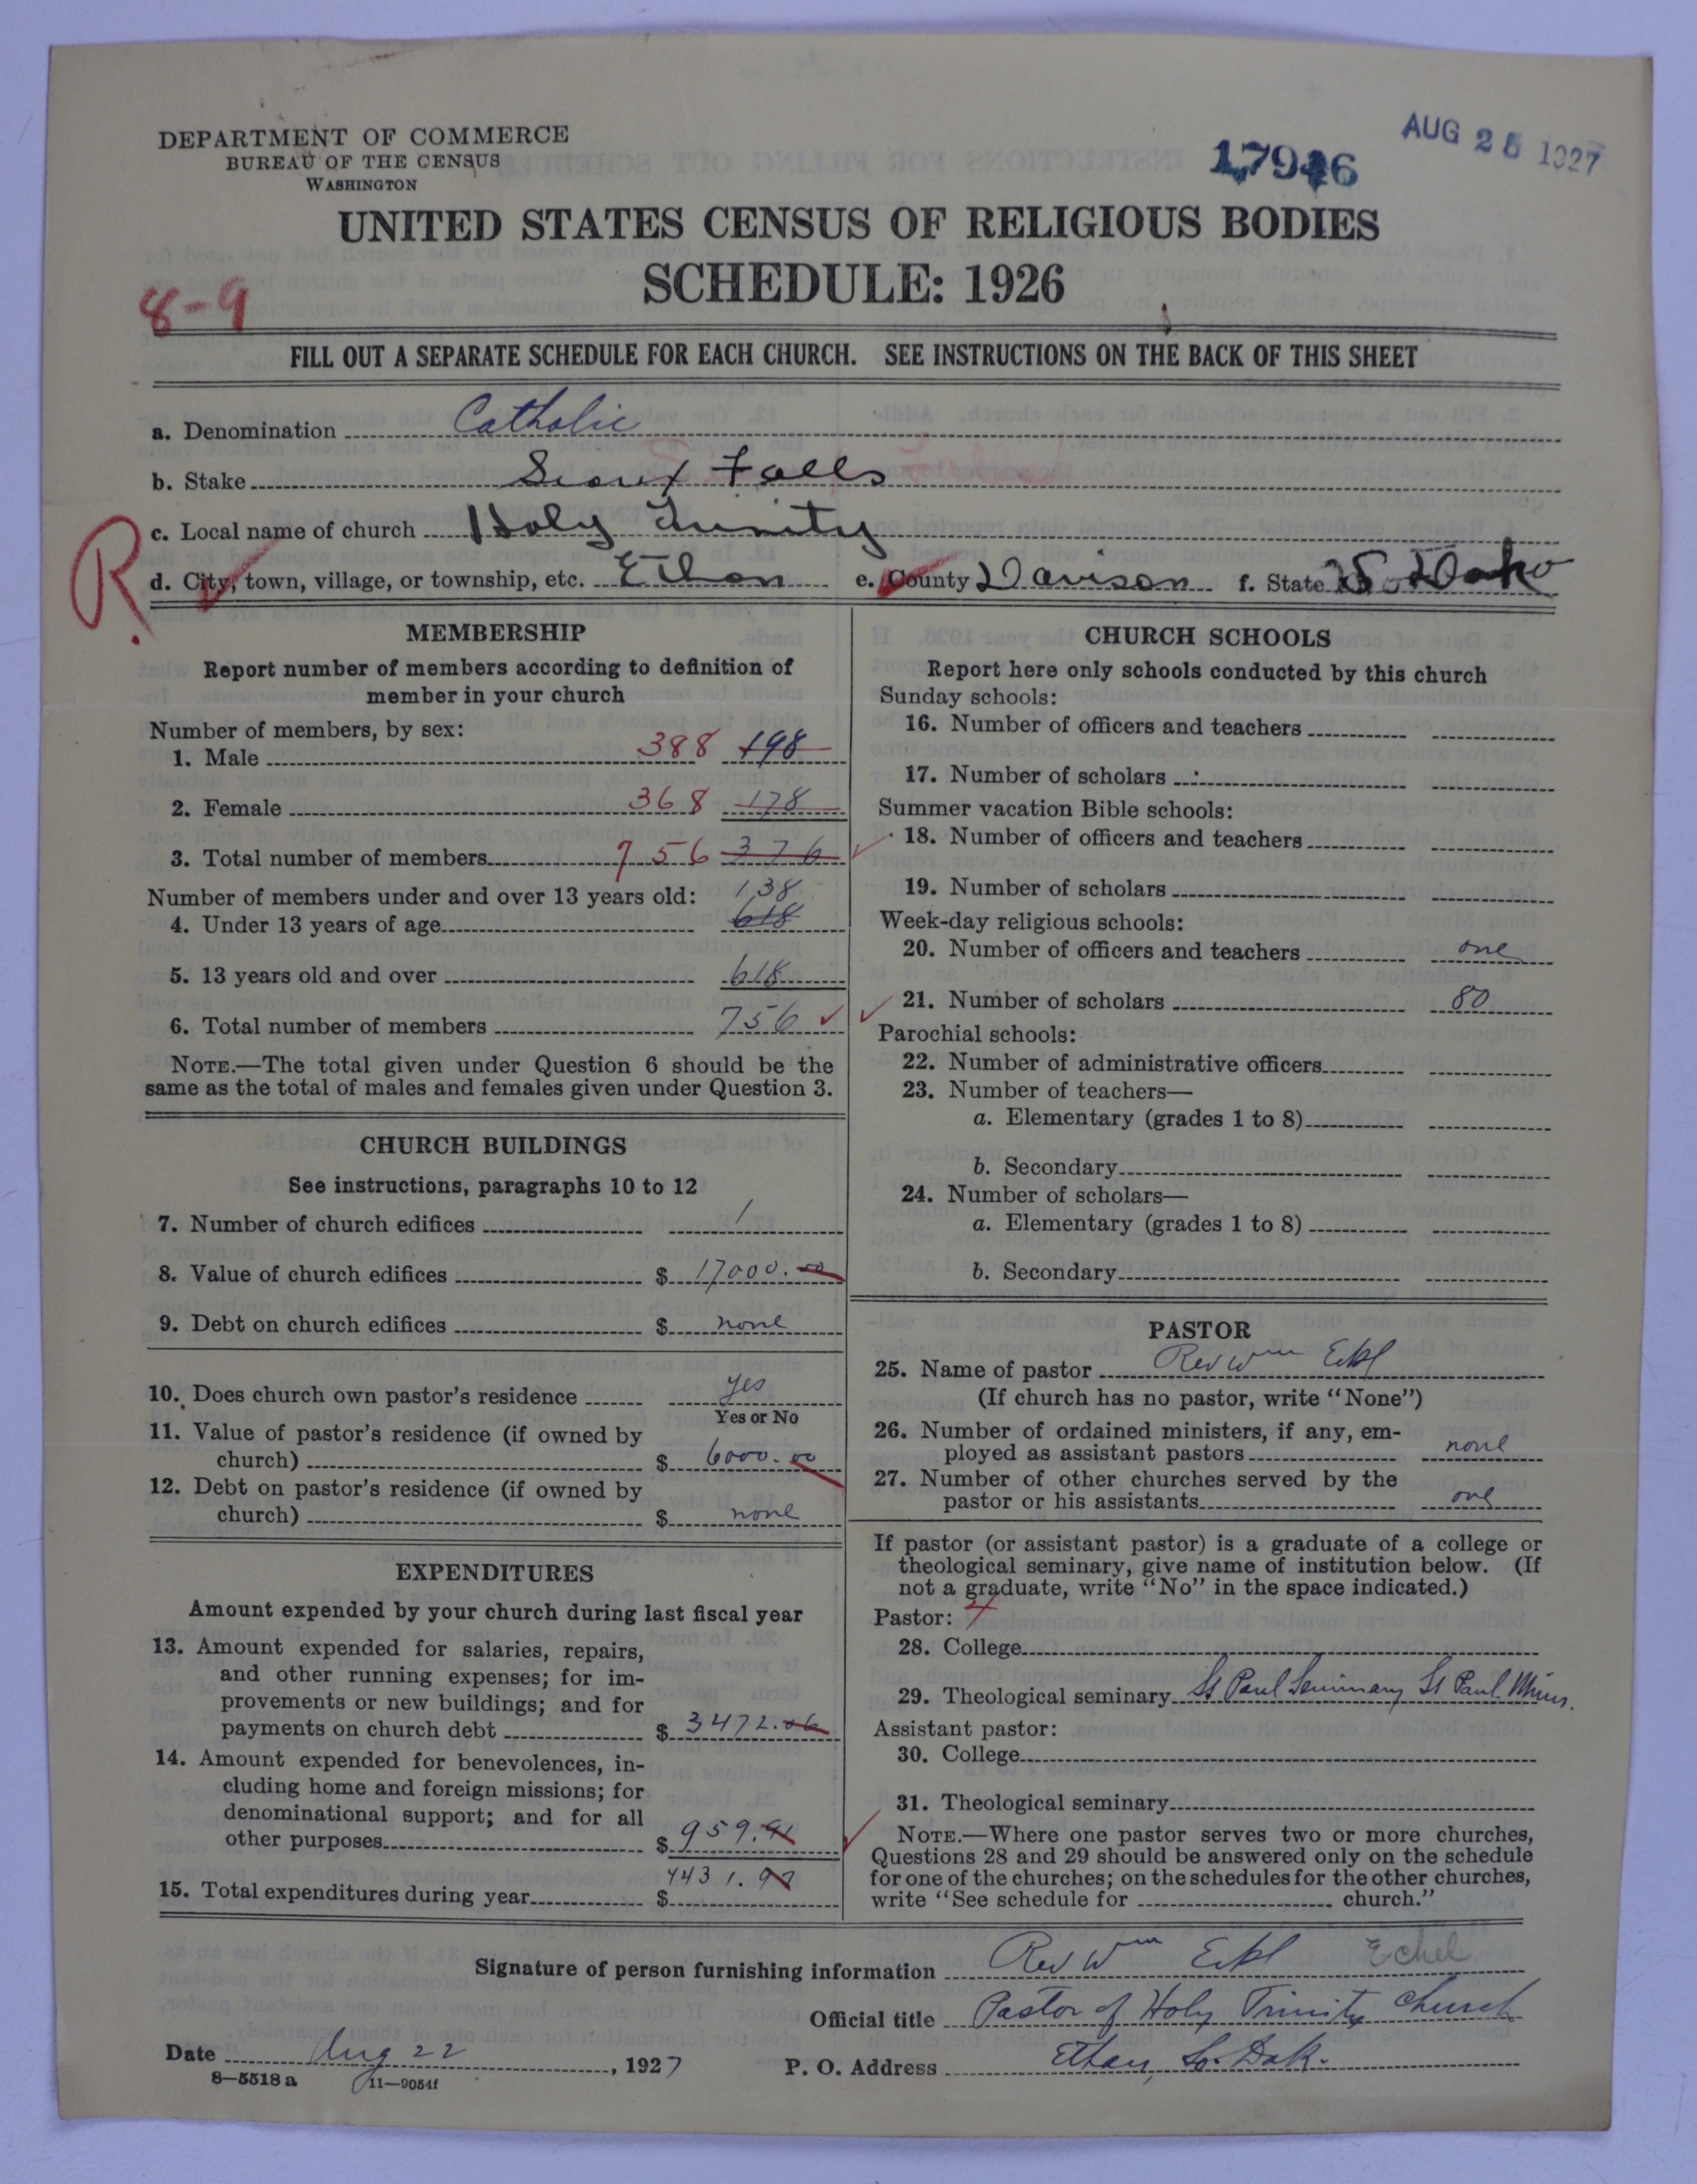 DEPARTMENT OF COMMERCE
BUREAU OF THE CENSUS
WASHINGTON
17946
AUG 25 1927
UNITED STATES CENSUS OF RELIGIOUS BODIES
SCHEDULE: 1926
8-9
FILL OUT A SEPARATE SCHEDULE FOR EACH CHURCH. SEE INSTRUCTIONS ON THE BACK OF THIS SHEET
a. Denomination Catholic
b. Stake Sioux Falls
c. Local name of church Holy Trinity
R.
d. City, town, village, or township, etc. Ethan e. County Davison f. State So Dako
MEMBERSHIP
Report number of members according to definition of
member in your church
Number of members, by sex:
1. Male 388 198
2. Female 368 178
3. Total number of members 756 376
Number of members under and over 13 years old: 138
4. Under 13 years of age 618
5. 13 years old and over 618
6. Total number of members 756
NOTE.—The total given under Question 6 should be the
same as the total of males and females given under Question 3.
CHURCH BUILDINGS
See instructions, paragraphs 10 to 12
7. Number of church edifices 1
8. Value of church edifices $ 17000.00
9. Debt on church edifices $ none
10. Does church own pastor's residence yes
Yes or No
11. Value of pastor's residence (if owned by
church) $ 6000.00
12. Debt on pastor's residence (if owned by
church) $ none
EXPENDITURES
Amount expended by your church during last fiscal year
13. Amount expended for salaries, repairs,
and other running expenses; for im-
provements or new buildings; and for
payments on church debt $ 3472.06
14. Amount expended for benevolences, in-
cluding home and foreign missions; for
denominational support; and for all
other purposes $ 959.91
15. Total expenditures during year $ 4431.97
CHURCH SCHOOLS
Report here only schools conducted by this church
Sunday schools:
16. Number of officers and teachers
17. Number of scholars
Summer vacation Bible schools:
18. Number of officers and teachers
19. Number of scholars
Week-day religious schools:
20. Number of officers and teachers one
21. Number of scholars 80
Parochial schools:
22. Number of administrative officers
23. Number of teachers—
a. Elementary (grades 1 to 8)
b. Secondary
24. Number of scholars—
a. Elementary (grades 1 to 8)
b. Secondary
PASTOR
25. Name of pastor Rev Wm Ekl
(If church has no pastor, write "None")
26. Number of ordained ministers, if any, em-
ployed as assistant pastors none
27. Number of other churches served by the
pastor or his assistants one
If pastor (or assistant pastor) is a graduate of a college or
theological seminary, give name of institution below. (If
not a graduate, write "No" in the space indicated.)
Pastor:
28. College
29. Theological seminary St Paul Seminary St Paul Minn.
Assistant pastor:
30. College
31. Theological seminary
NOTE.—Where one pastor serves two or more churches,
Questions 28 and 29 should be answered only on the schedule
for one of the churches; on the schedules for the other churches,
write "See schedule for church."
Signature of person furnishing information Rev Wm Ekl Echel
Official title Pastor of Holy Trinity Church
Date Aug 22, 1927 P. O. Address Ethan, So. Dak.
8—5518 a 11—9054f